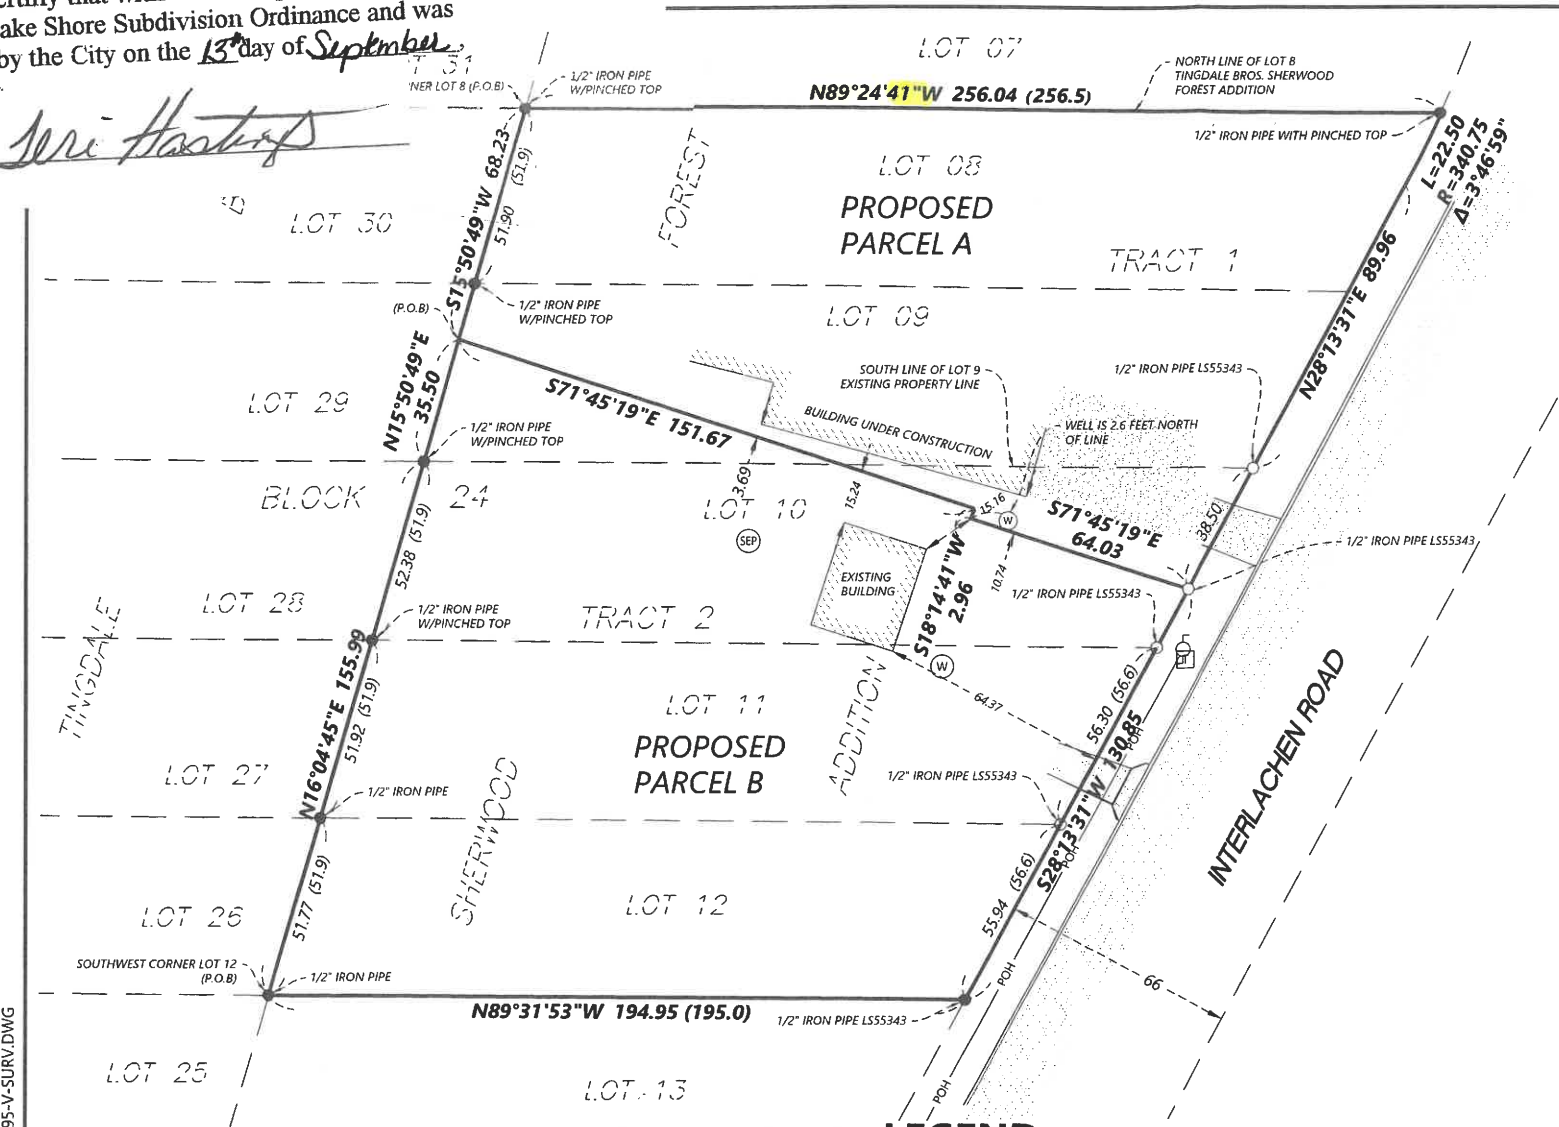 ake Shore Subdivision Ordinance and was
by the City on the 13th day of September,
Teri Hastings
LOT 07
NORTH LINE OF LOT 8
TINGDALE BROS. SHERWOOD
FOREST ADDITION
1/2" IRON PIPE
W/PINCHED TOP
NER LOT 8 (P.O.B)
N89°24'41"W 256.04 (256.5)
1/2" IRON PIPE WITH PINCHED TOP
L=22.50
R=340.75
Δ=3°46'59"
S15°50'49"W 68.23
(51.9)
51.90
FOREST
LOT 08
PROPOSED
PARCEL A
LOT 30
TRACT 1
1/2" IRON PIPE
W/PINCHED TOP
(P.O.B)
LOT 09
N28°13'31"E 89.96
N15°50'49"E
35.50
S71°45'19"E 151.67
SOUTH LINE OF LOT 9
EXISTING PROPERTY LINE
1/2" IRON PIPE LS55343
LOT 29
BUILDING UNDER CONSTRUCTION
WELL IS 2.6 FEET NORTH
OF LINE
1/2" IRON PIPE
W/PINCHED TOP
BLOCK 24
3.69
LOT 10
15.24
15.16
W
S71°45'19"E
64.03
38.50
SEP
1/2" IRON PIPE LS55343
52.38 (51.9)
EXISTING
BUILDING
S18°14'41"W
2.96
10.74
1/2" IRON PIPE LS55343
LOT 28
1/2" IRON PIPE
W/PINCHED TOP
TRACT 2
TINGDALE
N16°04'45"E 155.99
51.92 (51.9)
W
64.37
56.30 (56.6)
LOT 11
PROPOSED
PARCEL B
ADDITION
S28°13'31"W 130.85
POH
INTERLACHEN ROAD
LOT 27
1/2" IRON PIPE
1/2" IRON PIPE LS55343
SHERWOOD
POH
51.77 (51.9)
LOT 26
LOT 12
55.94 (56.6)
SOUTHWEST CORNER LOT 12
(P.O.B)
1/2" IRON PIPE
POH
66
N89°31'53"W 194.95 (195.0)
1/2" IRON PIPE LS55343
LOT 25
LOT 13
POH
95-V-SURV.DWG
LEGEND